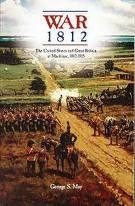 WAR
1812
The United States and Great Britain
at Mackinac, 1812-1815
George S. May